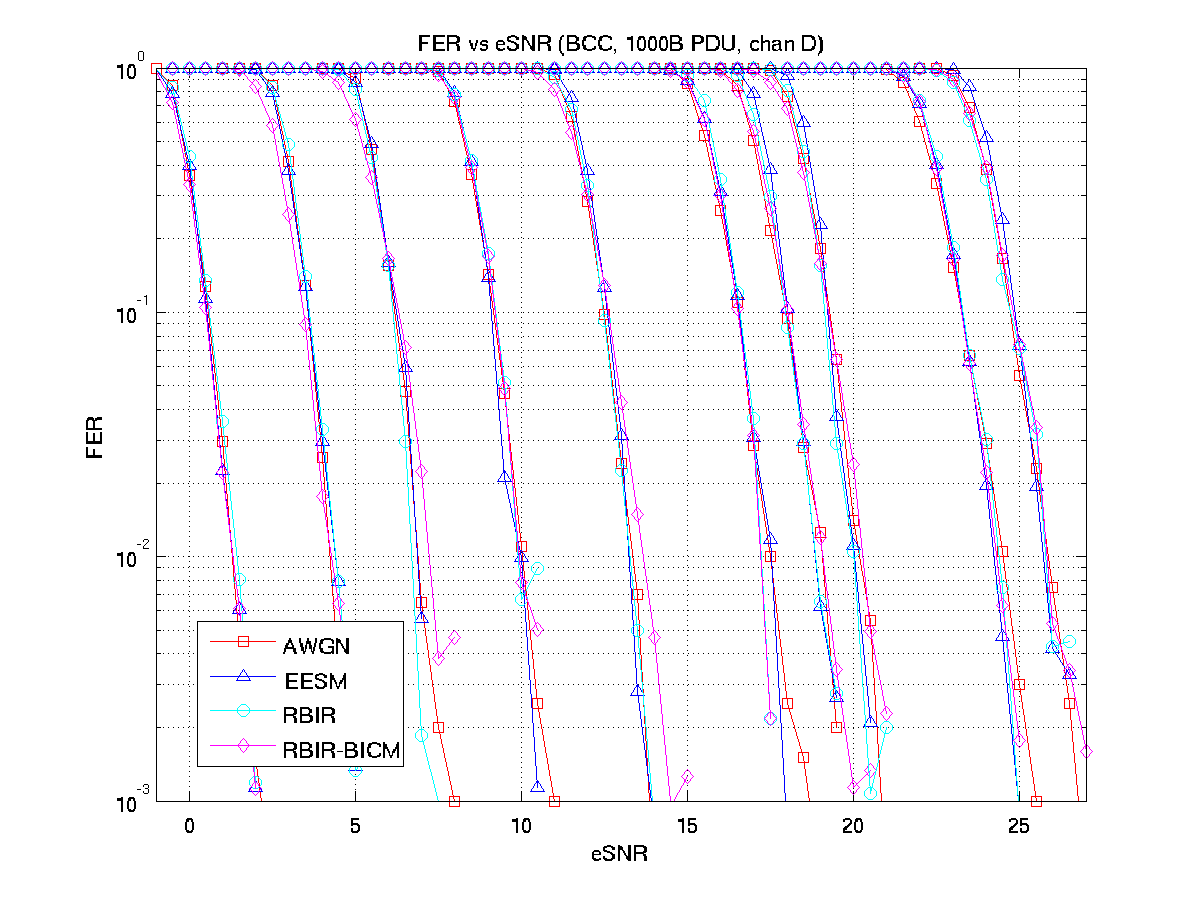 FER vs eSNR (BCC, 1000B PDU, chan D)
10^0
10^-1
10^-2
10^-3
FER
AWGN
EESM
RBIR
RBIR-BICM
0 5 10 15 20 25
eSNR